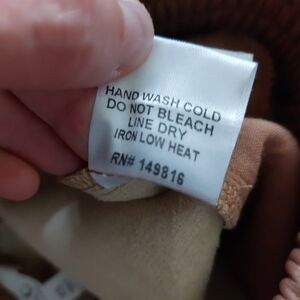 HAND WASH COLD
DO NOT BLEACH
LINE DRY
IRON LOW HEAT
RN# 149816